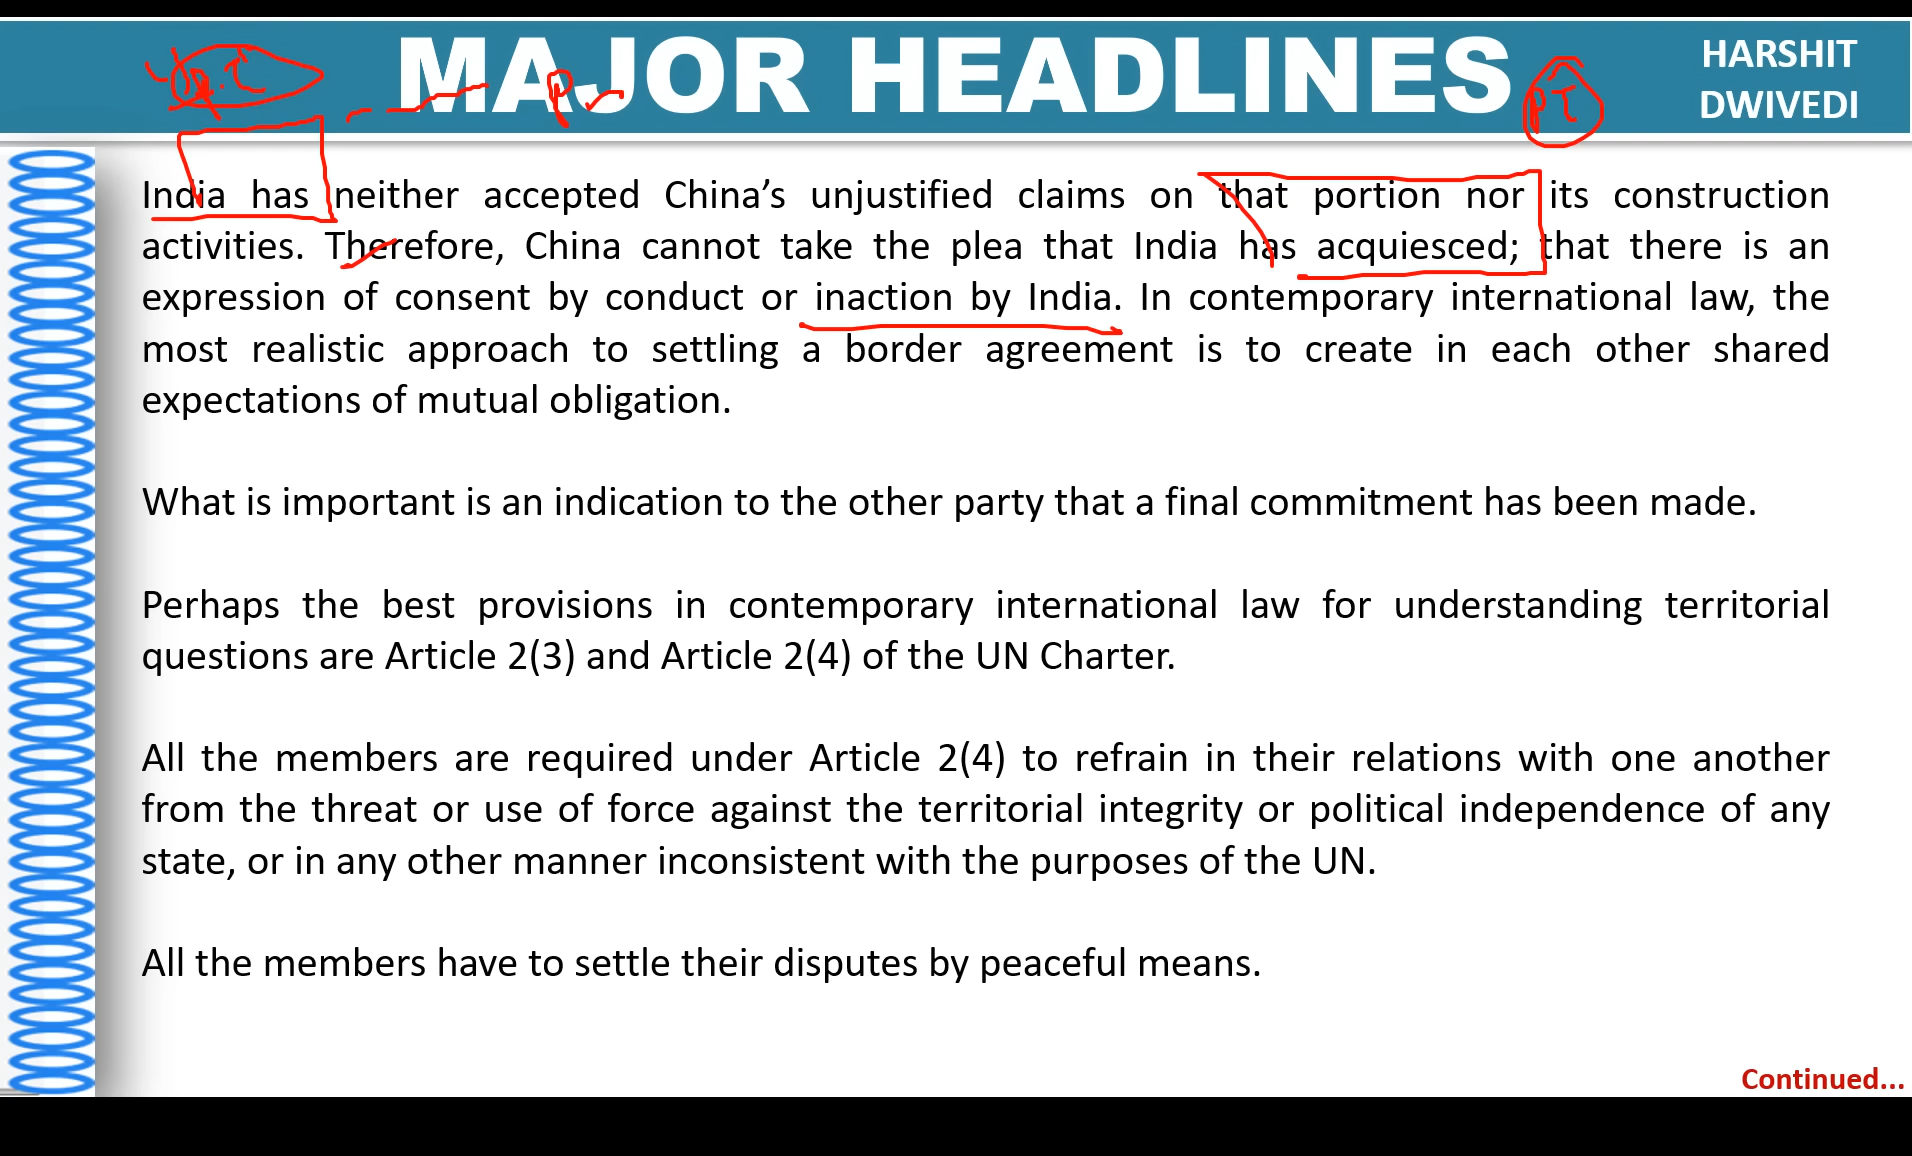 MAJOR HEADLINES
HARSHIT
DWIVEDI
India has neither accepted China’s unjustified claims on that portion nor its construction
activities. Therefore, China cannot take the plea that India has acquiesced; that there is an
expression of consent by conduct or inaction by India. In contemporary international law, the
most realistic approach to settling a border agreement is to create in each other shared
expectations of mutual obligation.
What is important is an indication to the other party that a final commitment has been made.
Perhaps the best provisions in contemporary international law for understanding territorial
questions are Article 2(3) and Article 2(4) of the UN Charter.
All the members are required under Article 2(4) to refrain in their relations with one another
from the threat or use of force against the territorial integrity or political independence of any
state, or in any other manner inconsistent with the purposes of the UN.
All the members have to settle their disputes by peaceful means.
Continued...